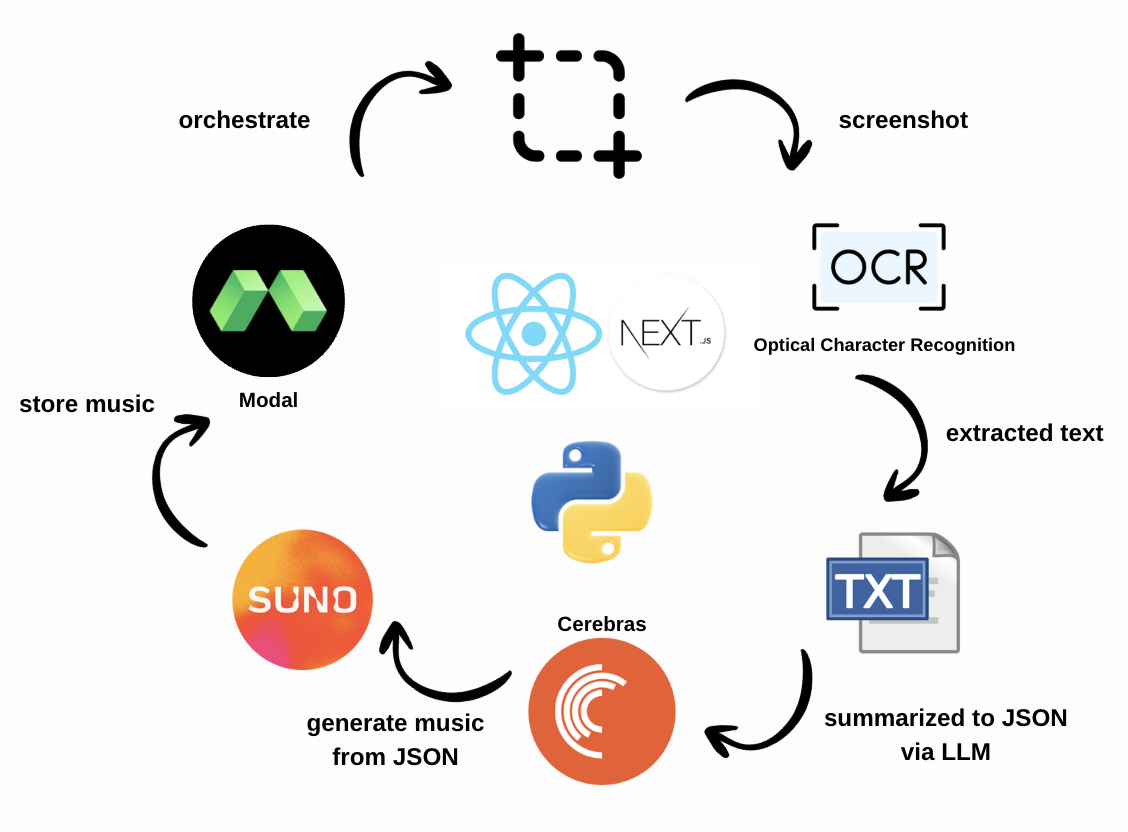 orchestrate
screenshot
OCR
Optical Character Recognition
NEXT.JS
Modal
store music
extracted text
TXT
SUNO
Cerebras
generate music
from JSON
summarized to JSON
via LLM